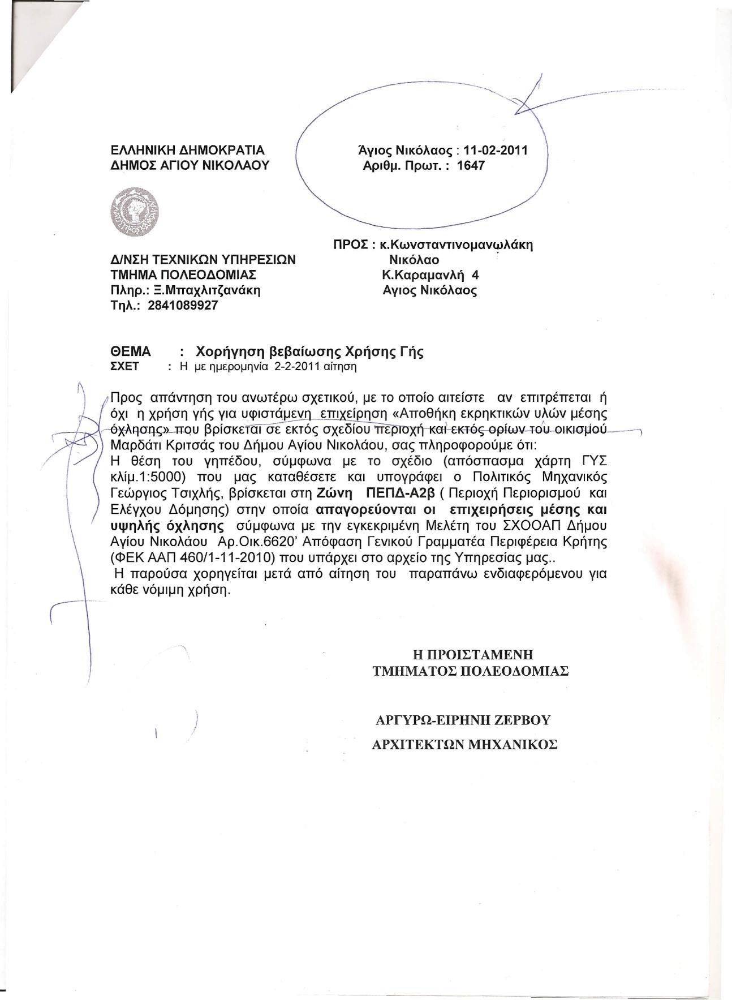 ΕΛΛΗΝΙΚΗ ΔΗΜΟΚΡΑΤΙΑ
ΔΗΜΟΣ ΑΓΙΟΥ ΝΙΚΟΛΑΟΥ
Άγιος Νικόλαος : 11-02-2011
Αριθμ. Πρωτ. : 1647
Δ/ΝΣΗ ΤΕΧΝΙΚΩΝ ΥΠΗΡΕΣΙΩΝ
ΤΜΗΜΑ ΠΟΛΕΟΔΟΜΙΑΣ
Πληρ.: Ξ.Μπαχλιτζανάκη
Τηλ.: 2841089927
ΠΡΟΣ : κ.Κωνσταντινομανωλάκη
Νικόλαο
Κ.Καραμανλή 4
Αγιος Νικόλαος
ΘΕΜΑ : Χορήγηση βεβαίωσης Χρήσης Γής
ΣΧΕΤ : Η με ημερομηνία 2-2-2011 αίτηση
Προς απάντηση του ανωτέρω σχετικού, με το οποίο αιτείστε αν επιτρέπεται ή
όχι η χρήση γής για υφιστάμενη επιχείρηση «Αποθήκη εκρηκτικών υλών μέσης
όχλησης» που βρίσκεται σε εκτός σχεδίου περιοχή και εκτός ορίων του οικισμού
Μαρδάτι Κριτσάς του Δήμου Αγίου Νικολάου, σας πληροφορούμε ότι:
Η θέση του γηπέδου, σύμφωνα με το σχέδιο (απόσπασμα χάρτη ΓΥΣ
κλίμ.1:5000) που μας καταθέσετε και υπογράφει ο Πολιτικός Μηχανικός
Γεώργιος Τσιχλής, βρίσκεται στη Ζώνη ΠΕΠΔ-Α2β ( Περιοχή Περιορισμού και
Ελέγχου Δόμησης) στην οποία απαγορεύονται οι επιχειρήσεις μέσης και
υψηλής όχλησης σύμφωνα με την εγκεκριμένη Μελέτη του ΣΧΟΟΑΠ Δήμου
Αγίου Νικολάου Αρ.Οικ.6620’ Απόφαση Γενικού Γραμματέα Περιφέρεια Κρήτης
(ΦΕΚ ΑΑΠ 460/1-11-2010) που υπάρχει στο αρχείο της Υπηρεσίας μας..
Η παρούσα χορηγείται μετά από αίτηση του παραπάνω ενδιαφερόμενου για
κάθε νόμιμη χρήση.
Η ΠΡΟΙΣΤΑΜΕΝΗ
ΤΜΗΜΑΤΟΣ ΠΟΛΕΟΔΟΜΙΑΣ
ΑΡΓΥΡΩ-ΕΙΡΗΝΗ ΖΕΡΒΟΥ
ΑΡΧΙΤΕΚΤΩΝ ΜΗΧΑΝΙΚΟΣ